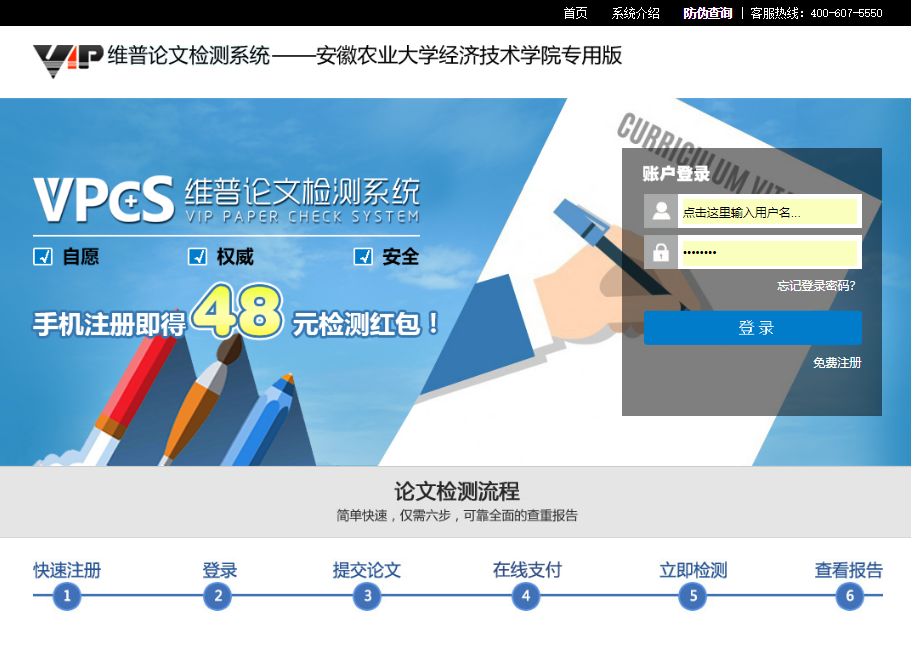 首页 系统介绍 防伪查询 | 客服热线：400-607-5550
VIP 维普论文检测系统——安徽农业大学经济技术学院专用版
CURRICULUM VITAE
VPCS 维普论文检测系统
VIP PAPER CHECK SYSTEM
自愿 权威 安全
手机注册即得48元检测红包！
账户登录
点击这里输入用户名...
••••••••
忘记登录密码?
登 录
免费注册
论文检测流程
简单快速，仅需六步，可靠全面的查重报告
快速注册 登录 提交论文 在线支付 立即检测 查看报告
1 2 3 4 5 6